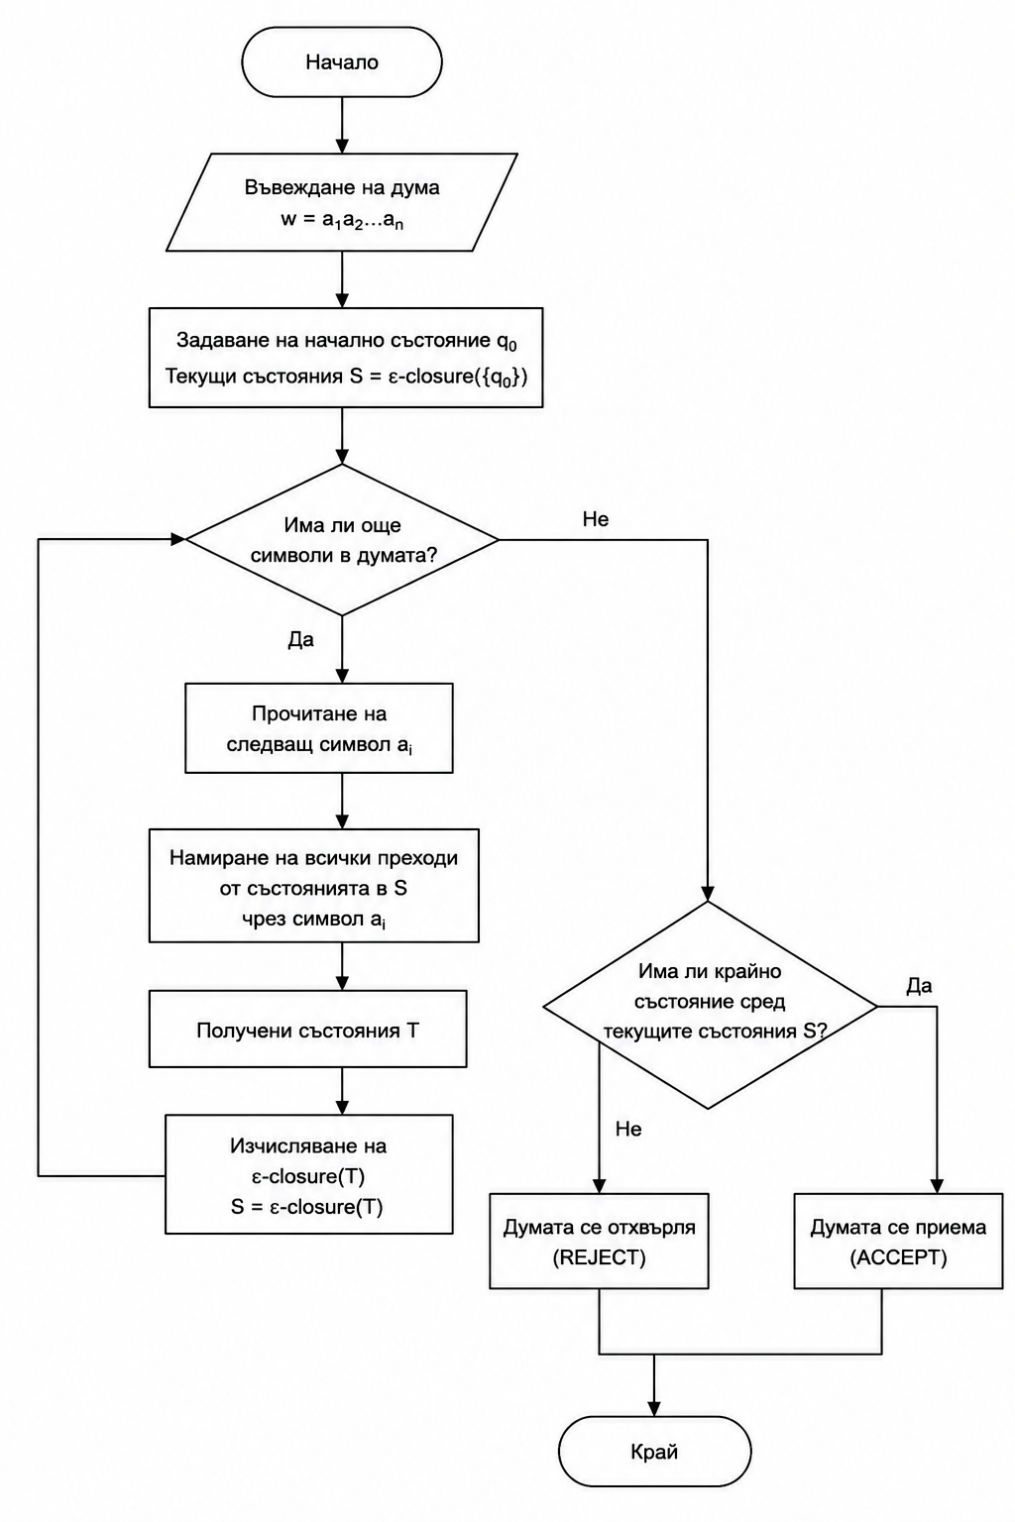 Начало
Въвеждане на дума
w = a₁a₂...aₙ
Задаване на начално състояние q₀
Текущи състояния S = ε-closure({q₀})
Има ли още
символи в думата?
Не
Да
Прочитане на
следващ символ aᵢ
Намиране на всички преходи
от състоянията в S
чрез символ aᵢ
Получени състояния T
Изчисляване на
ε-closure(T)
S = ε-closure(T)
Има ли крайно
състояние сред
текущите състояния S?
Да
Не
Думата се отхвърля
(REJECT)
Думата се приема
(ACCEPT)
Край